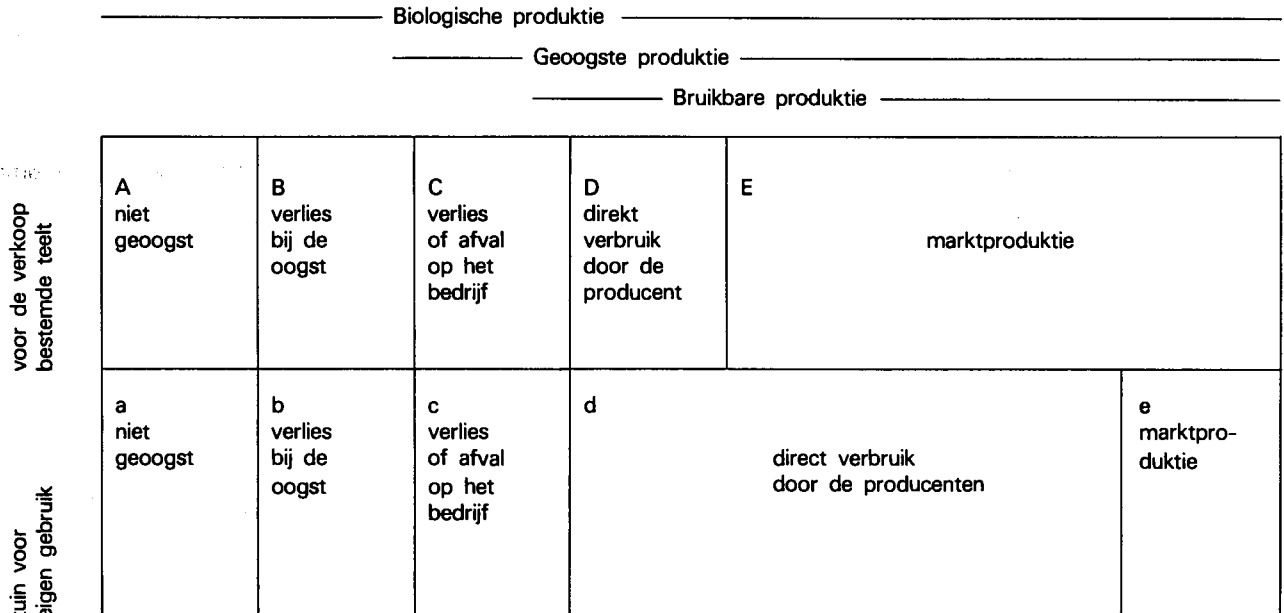 Biologische produktie
Geoogste produktie
Bruikbare produktie
voor de verkoop
bestemde teelt
A
niet
geoogst
B
verlies
bij de
oogst
C
verlies
of afval
op het
bedrijf
D
direkt
verbruik
door de
producent
E
marktproduktie
tuin voor
eigen gebruik
a
niet
geoogst
b
verlies
bij de
oogst
c
verlies
of afval
op het
bedrijf
d
direct verbruik
door de producenten
e
marktpro-
duktie